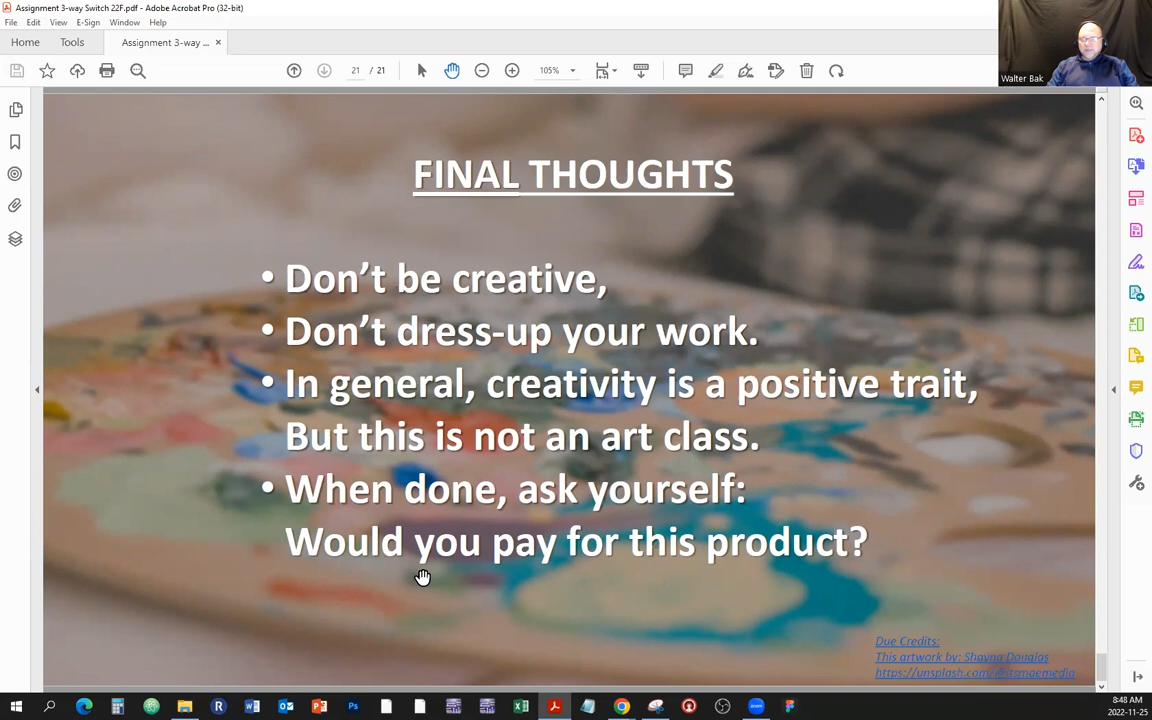 Assignment 3-way Switch 22F.pdf - Adobe Acrobat Pro (32-bit)
File Edit View E-Sign Window Help
Home Tools Assignment 3-way ... ×
21 / 21 105%
Walter Bak
FINAL THOUGHTS
• Don’t be creative,
• Don’t dress-up your work.
• In general, creativity is a positive trait,
But this is not an art class.
• When done, ask yourself:
Would you pay for this product?
Due Credits:
This artwork by: Shayna Douglas
8:48 AM
2022-11-25